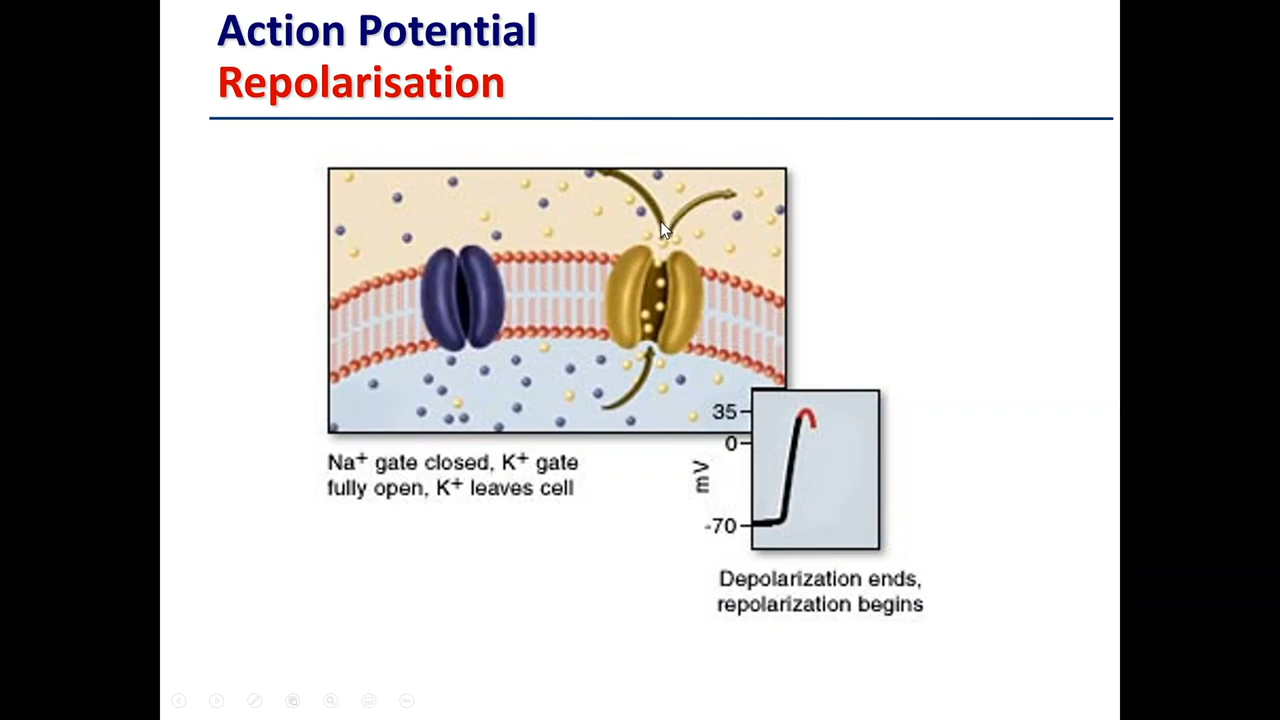 Action Potential
Repolarisation
Na+ gate closed, K+ gate
fully open, K+ leaves cell
35
0
mV
-70
Depolarization ends,
repolarization begins